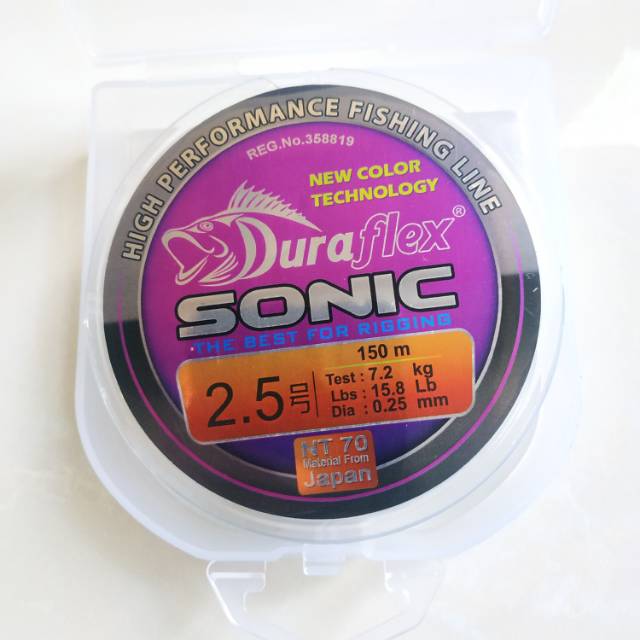 HIGH PERFORMANCE FISHING LINE
REG.No.358819
NEW COLOR
TECHNOLOGY
Duraflex®
SONIC
THE BEST FOR RIGGING
150 m
2.5
Test : 7.2 kg
Lbs : 15.8 Lb
Dia : 0.25 mm
NT 70
Material From
Japan